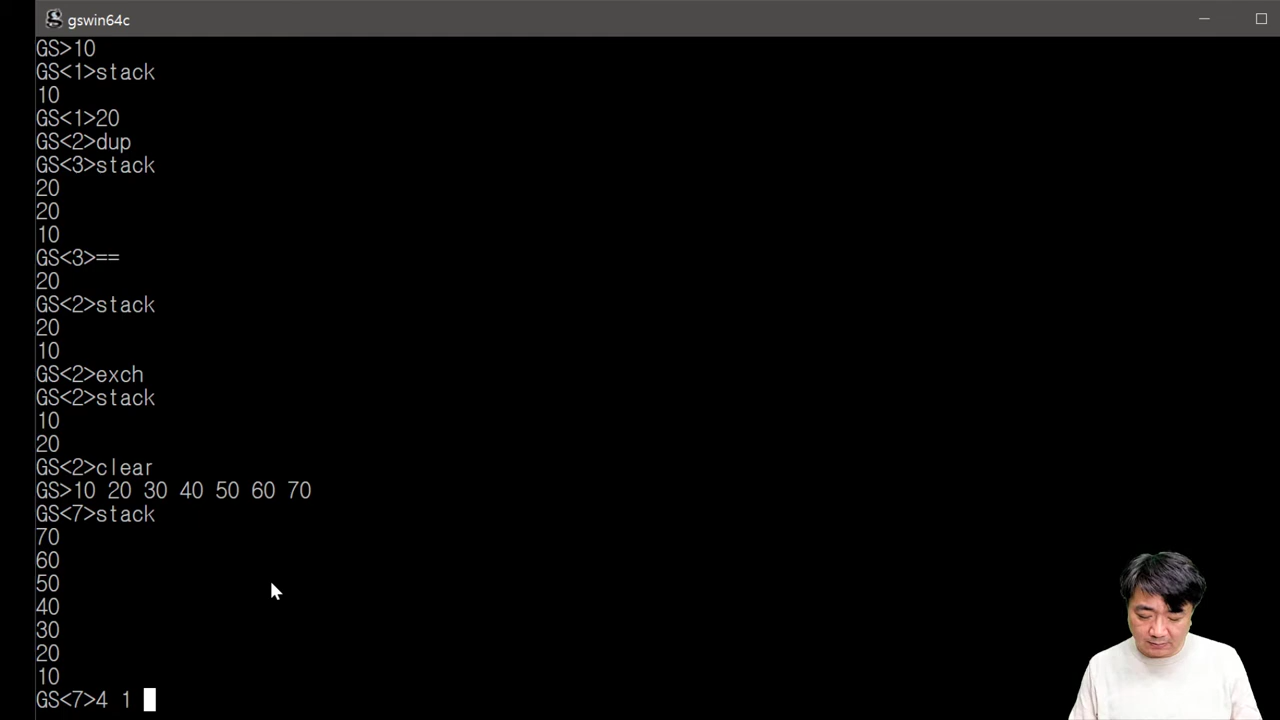 gswin64c
GS>10
GS<1>stack
10
GS<1>20
GS<2>dup
GS<3>stack
20
20
10
GS<3>==
20
GS<2>stack
20
10
GS<2>exch
GS<2>stack
10
20
GS<2>clear
GS>10 20 30 40 50 60 70
GS<7>stack
70
60
50
40
30
20
10
GS<7>4 1